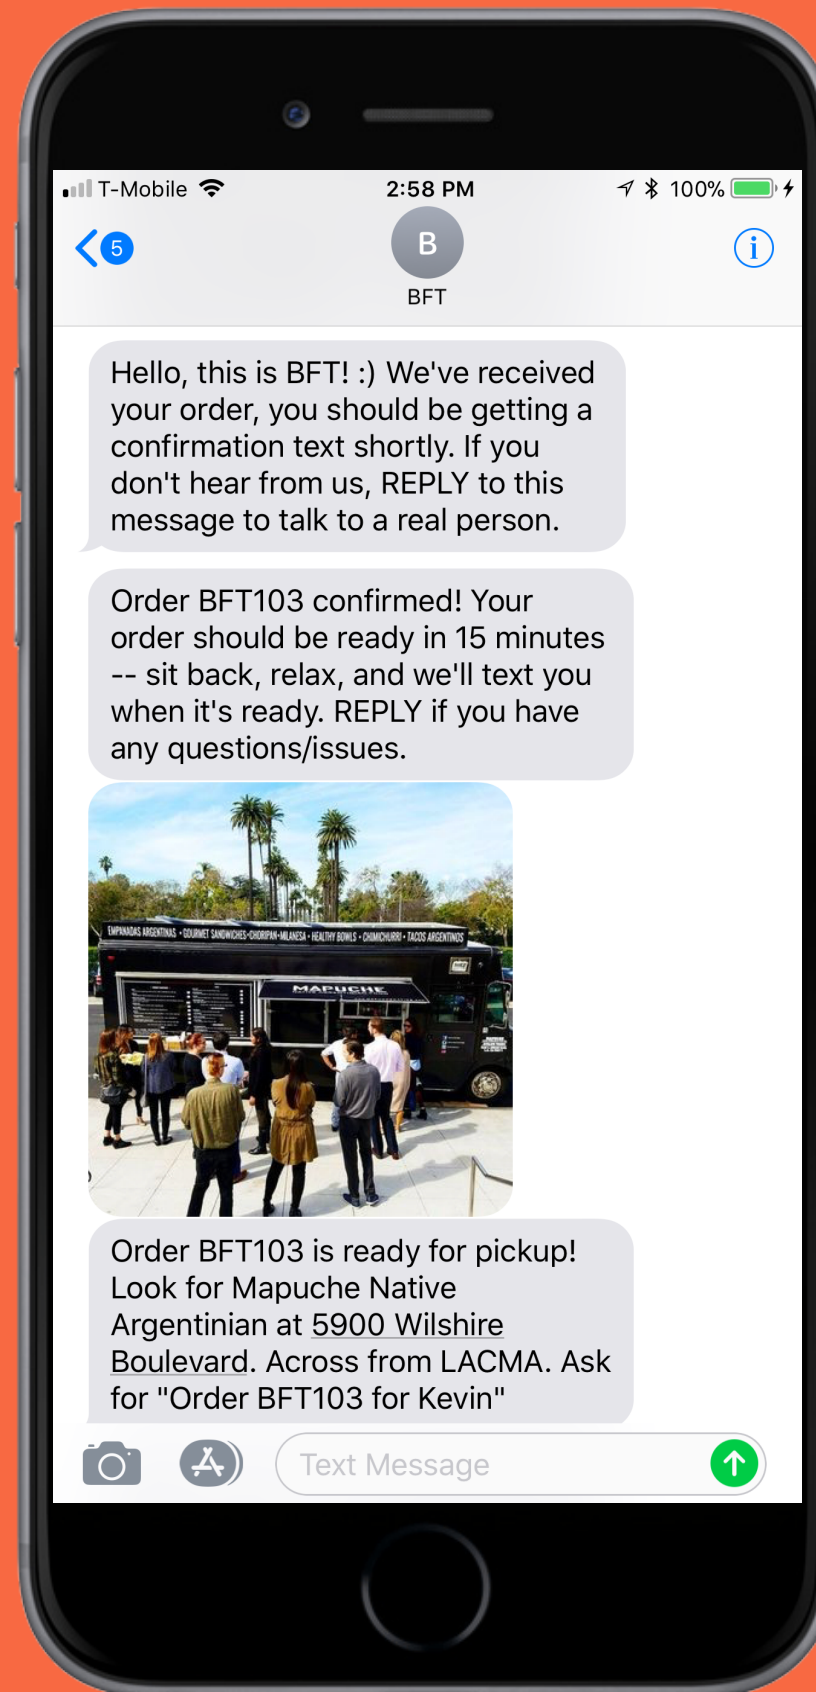 T-Mobile 2:58 PM 100%
5
B
BFT
Hello, this is BFT! :) We've received
your order, you should be getting a
confirmation text shortly. If you
don't hear from us, REPLY to this
message to talk to a real person.
Order BFT103 confirmed! Your
order should be ready in 15 minutes
-- sit back, relax, and we'll text you
when it's ready. REPLY if you have
any questions/issues.
EMPANADAS ARGENTINAS • GOURMET SANDWICHES-CHORIPAN-MILANESA • HEALTHY BOWLS • CHIMICHURRI • TACOS ARGENTINOS
MAPUCHE
Order BFT103 is ready for pickup!
Look for Mapuche Native
Argentinian at 5900 Wilshire
Boulevard. Across from LACMA. Ask
for "Order BFT103 for Kevin"
Text Message